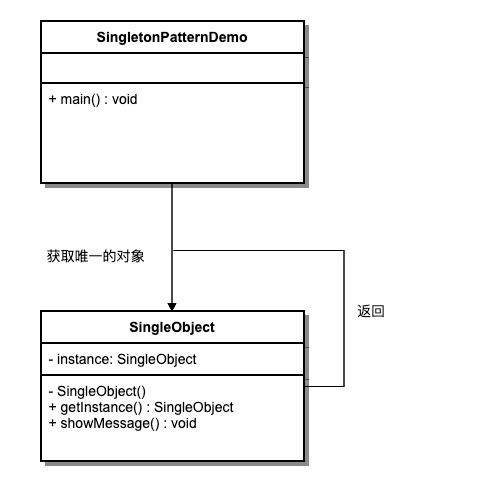 SingletonPatternDemo
+ main() : void
获取唯一的对象
返回
SingleObject
- instance: SingleObject
- SingleObject()
+ getInstance() : SingleObject
+ showMessage() : void